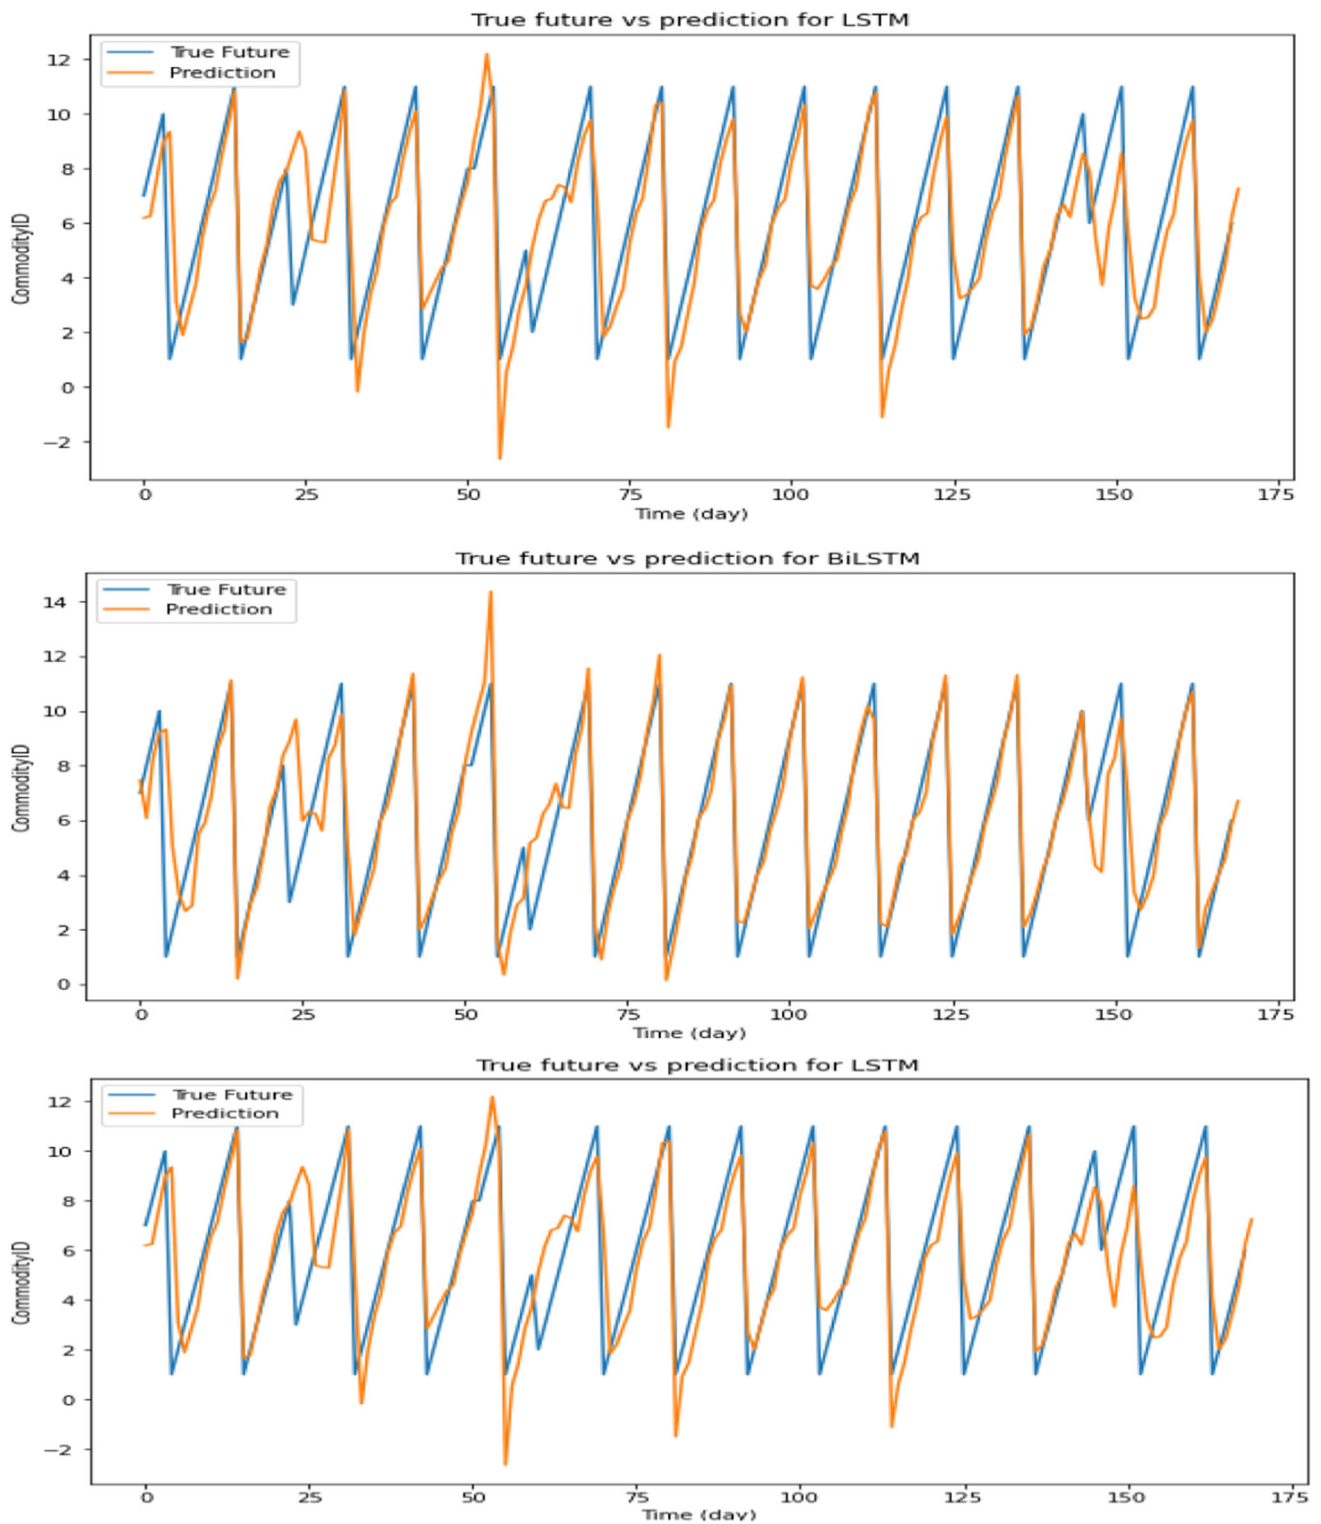 True future vs prediction for LSTM
True Future
Prediction
12
10
8
6
4
2
0
−2
CommodityID
0 25 50 75 100 125 150 175
Time (day)
True future vs prediction for BiLSTM
True Future
Prediction
14
12
10
8
6
4
2
0
CommodityID
0 25 50 75 100 125 150 175
Time (day)
True future vs prediction for LSTM
True Future
Prediction
12
10
8
6
4
2
0
−2
CommodityID
0 25 50 75 100 125 150 175
Time (day)